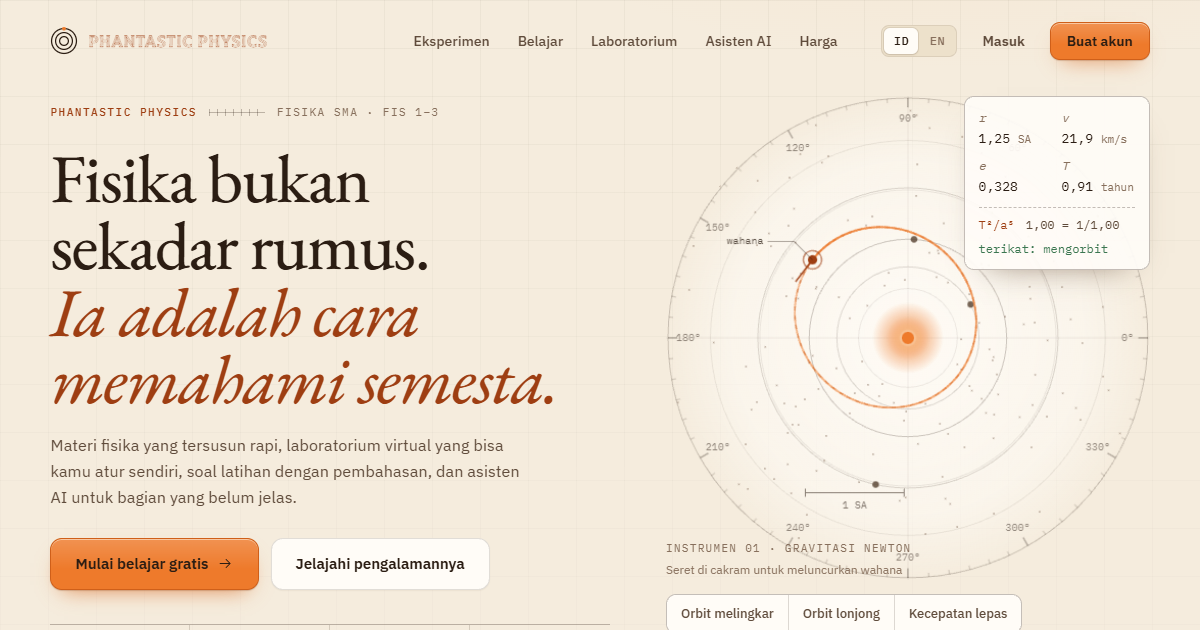 PHANTASTIC PHYSICS
Eksperimen
Belajar
Laboratorium
Asisten AI
Harga
ID
EN
Masuk
Buat akun
PHANTASTIC PHYSICS
FISIKA SMA · FIS 1–3
Fisika bukan
sekadar rumus.
Ia adalah cara
memahami semesta.
Materi fisika yang tersusun rapi, laboratorium virtual yang bisa
kamu atur sendiri, soal latihan dengan pembahasan, dan asisten
AI untuk bagian yang belum jelas.
Mulai belajar gratis →
Jelajahi pengalamannya
90°
120°
150°
180°
210°
240°
270°
300°
330°
0°
wahana
1 SA
r
1,25 SA
v
21,9 km/s
e
0,328
T
0,91 tahun
T²/a³ 1,00 = 1/1,00
terikat: mengorbit
INSTRUMEN 01 · GRAVITASI NEWTON
Seret di cakram untuk meluncurkan wahana
Orbit melingkar
Orbit lonjong
Kecepatan lepas